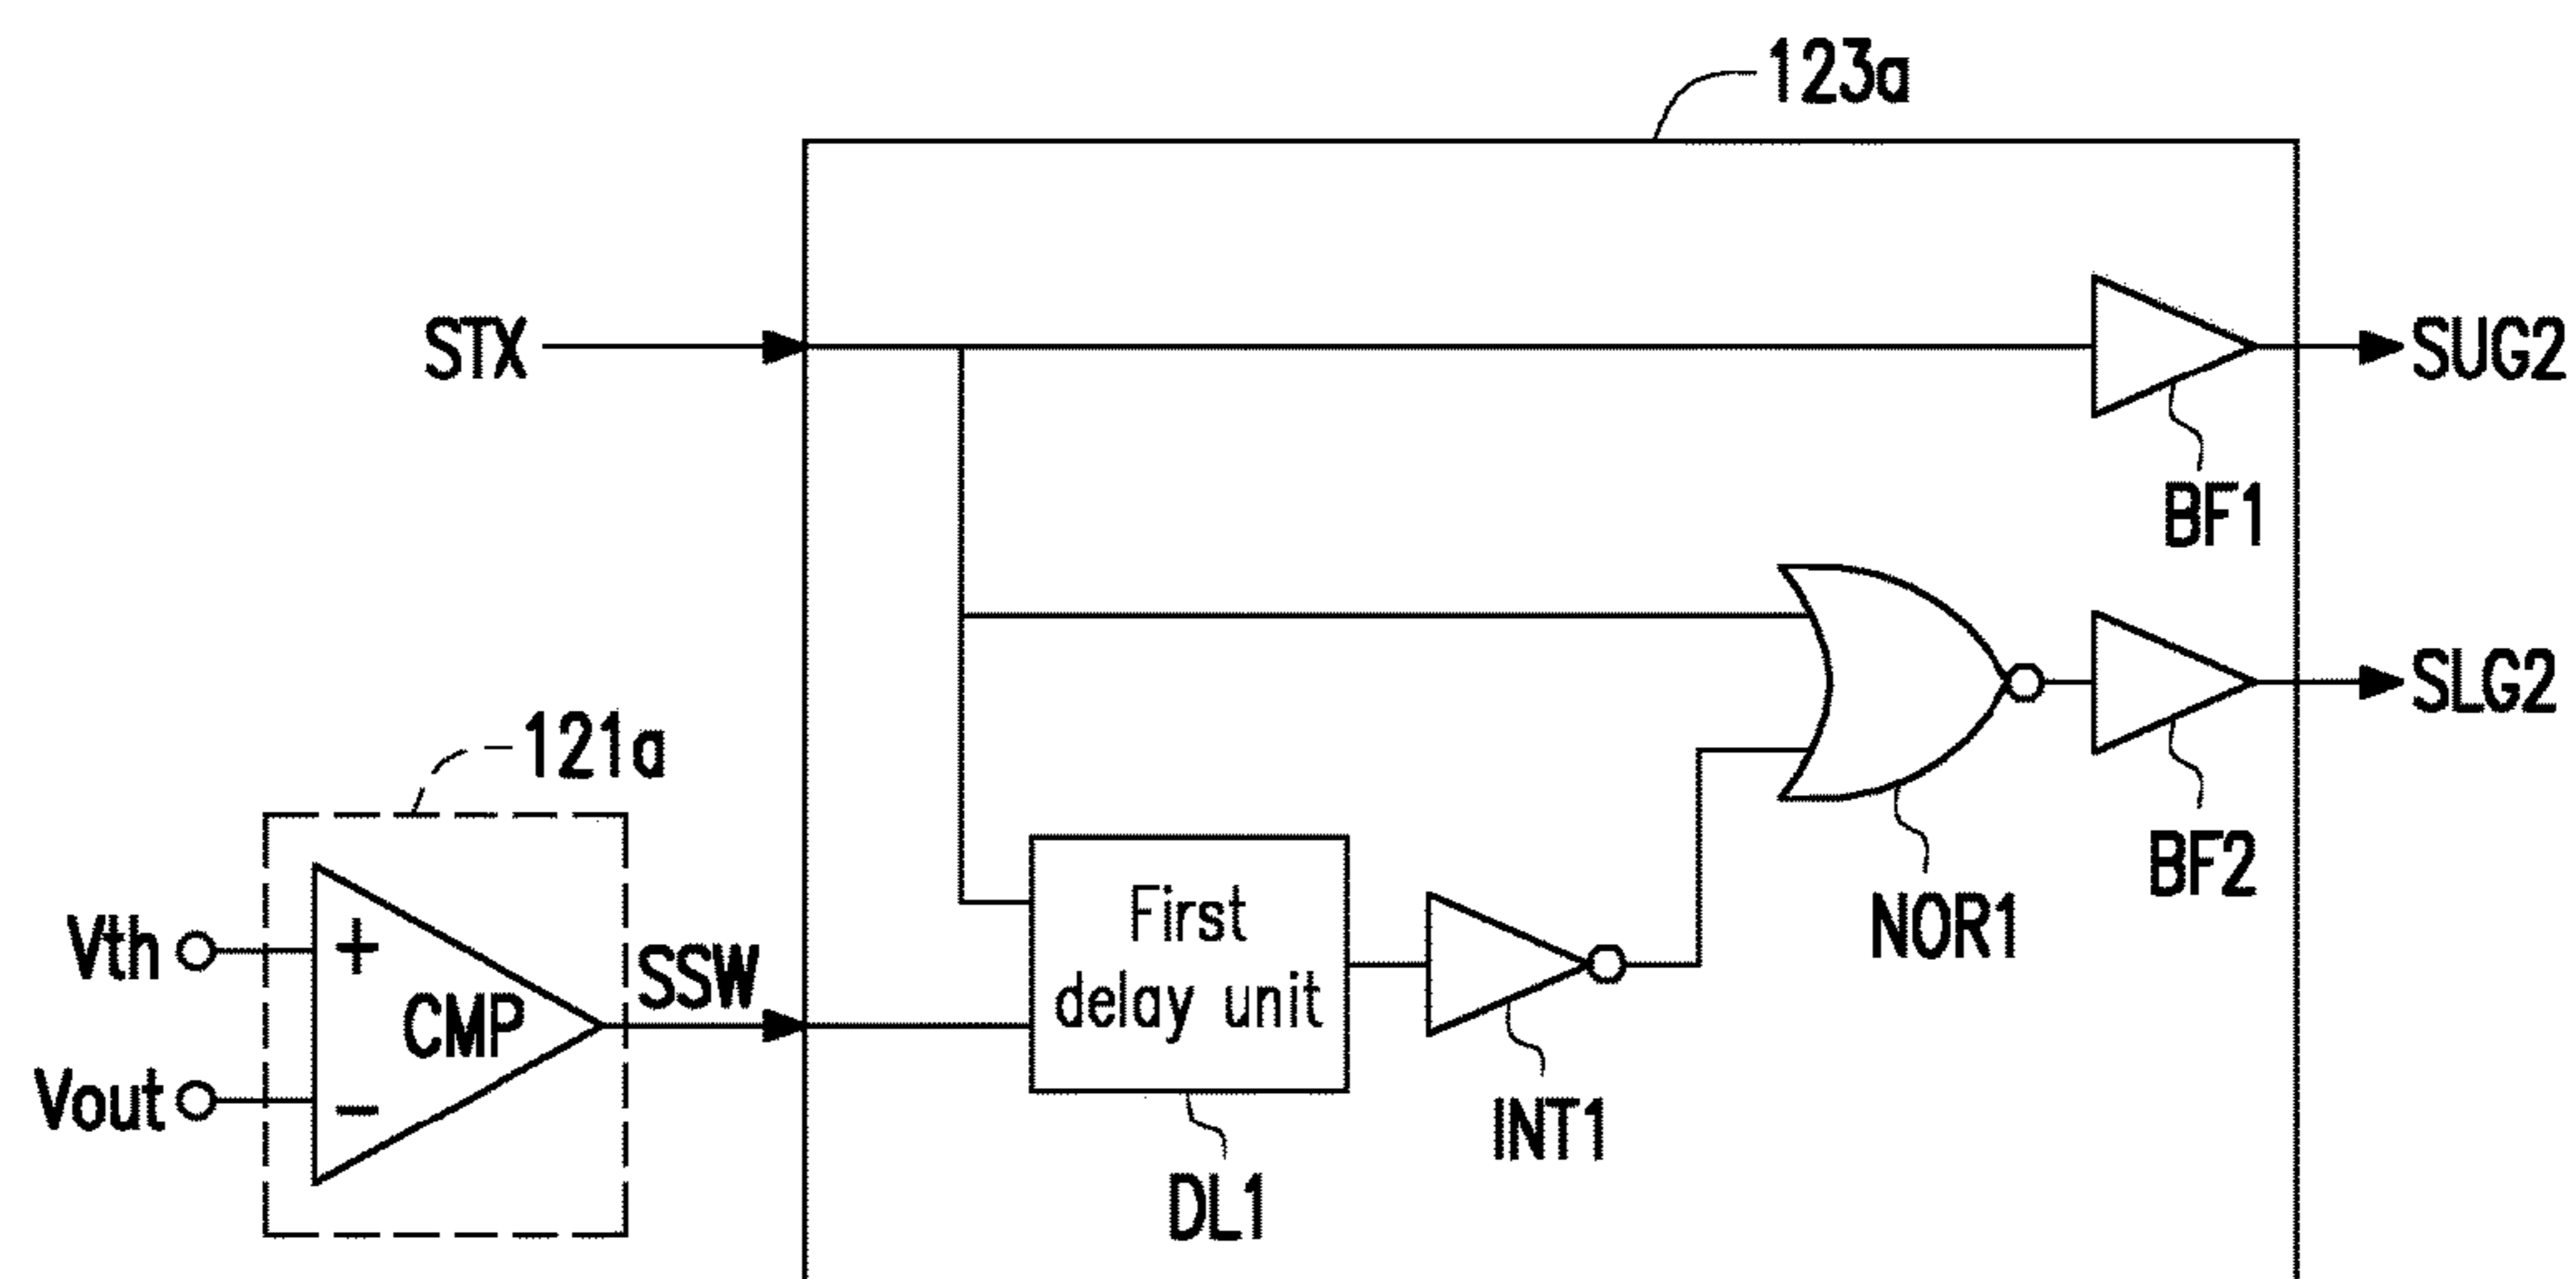 123a
STX
SUG2
BF1
SLG2
121a
BF2
NOR1
First
delay unit
Vth
+
CMP
SSW
Vout
−
INT1
DL1